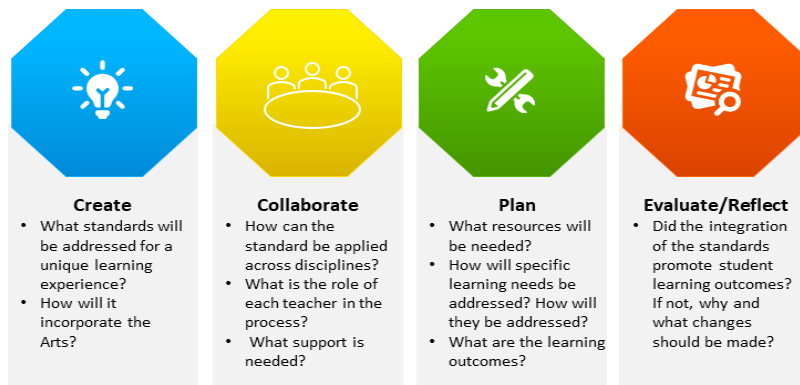 Create
• What standards will
be addressed for a
unique learning
experience?
• How will it
incorporate the
Arts?
Collaborate
• How can the
standard be applied
across disciplines?
• What is the role of
each teacher in the
process?
• What support is
needed?
Plan
• What resources will
be needed?
• How will specific
learning needs be
addressed? How will
they be addressed?
• What are the learning
outcomes?
Evaluate/Reflect
• Did the integration
of the standards
promote student
learning outcomes?
If not, why and
what changes
should be made?